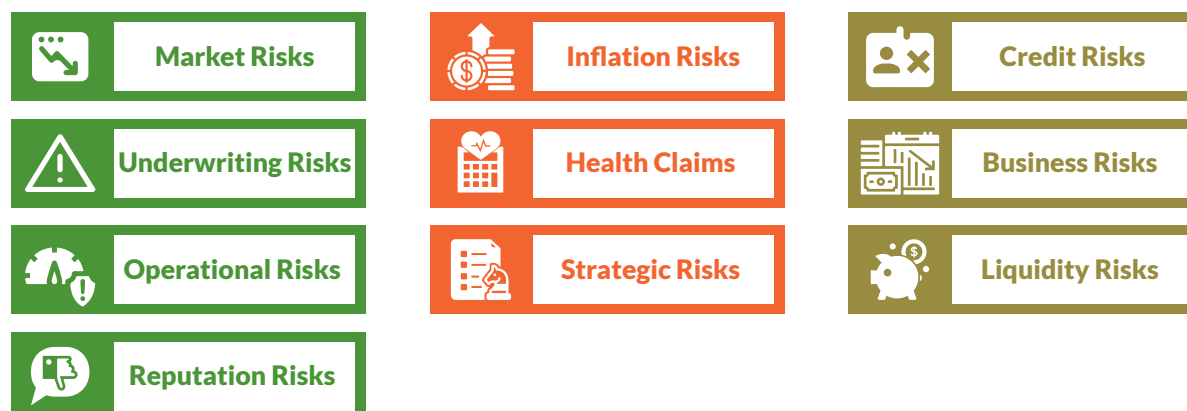 Market Risks
Inflation Risks
Credit Risks
Underwriting Risks
Health Claims
Business Risks
Operational Risks
Strategic Risks
Liquidity Risks
Reputation Risks